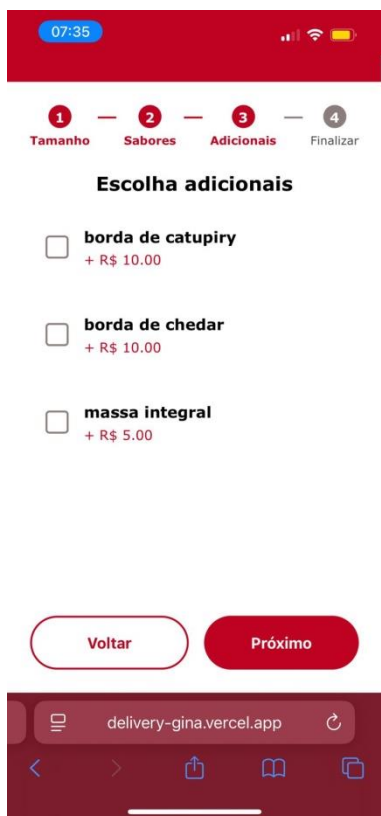 07:35
1 2 3 4
Tamanho Sabores Adicionais Finalizar
Escolha adicionais
borda de catupiry
+ R$ 10.00
borda de chedar
+ R$ 10.00
massa integral
+ R$ 5.00
Voltar Próximo
delivery-gina.vercel.app